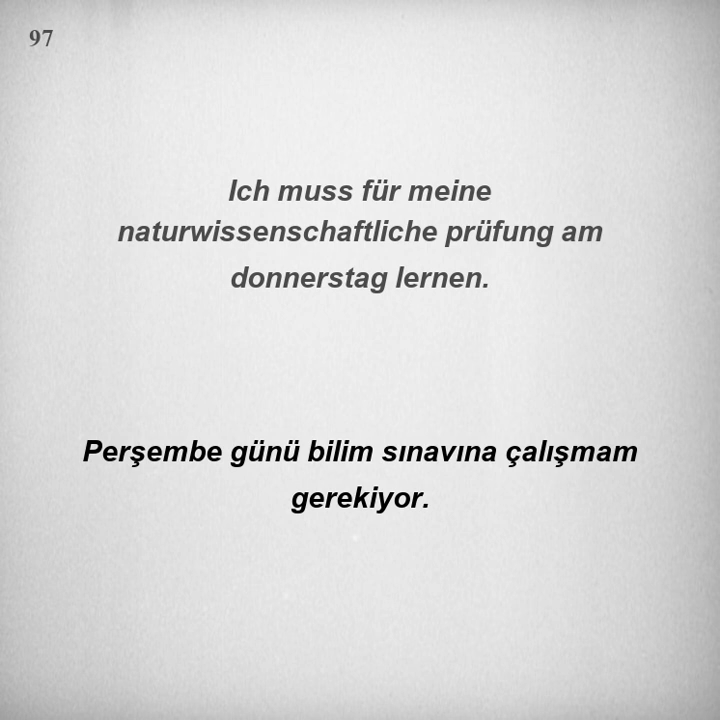 97
Ich muss für meine
naturwissenschaftliche prüfung am
donnerstag lernen.
Perşembe günü bilim sınavına çalışmam
gerekiyor.